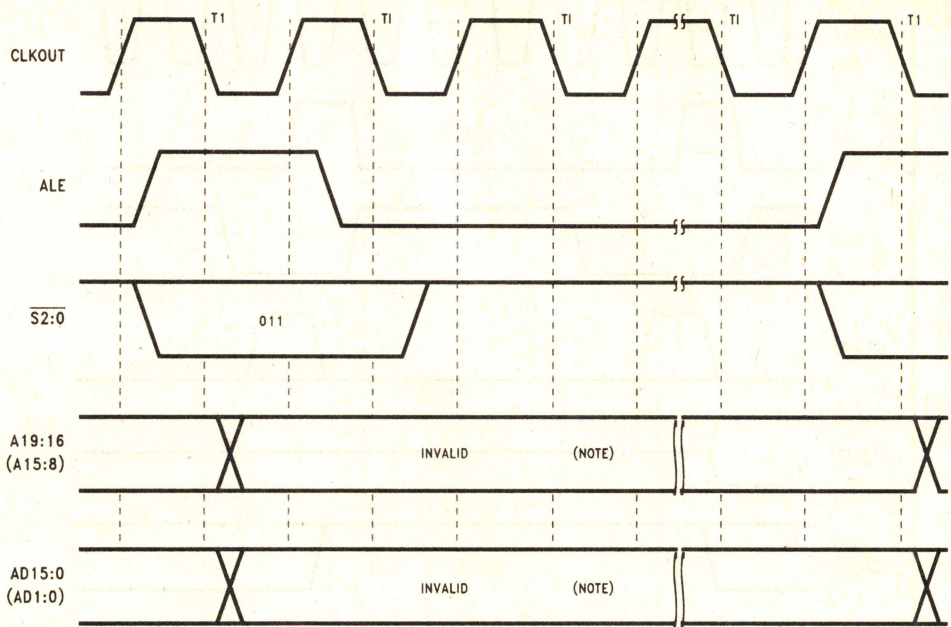 T1 TI TI TI T1
CLKOUT
ALE
S2:0
011
A19:16
(A15:8)
INVALID (NOTE)
AD15:0
(AD1:0)
INVALID (NOTE)